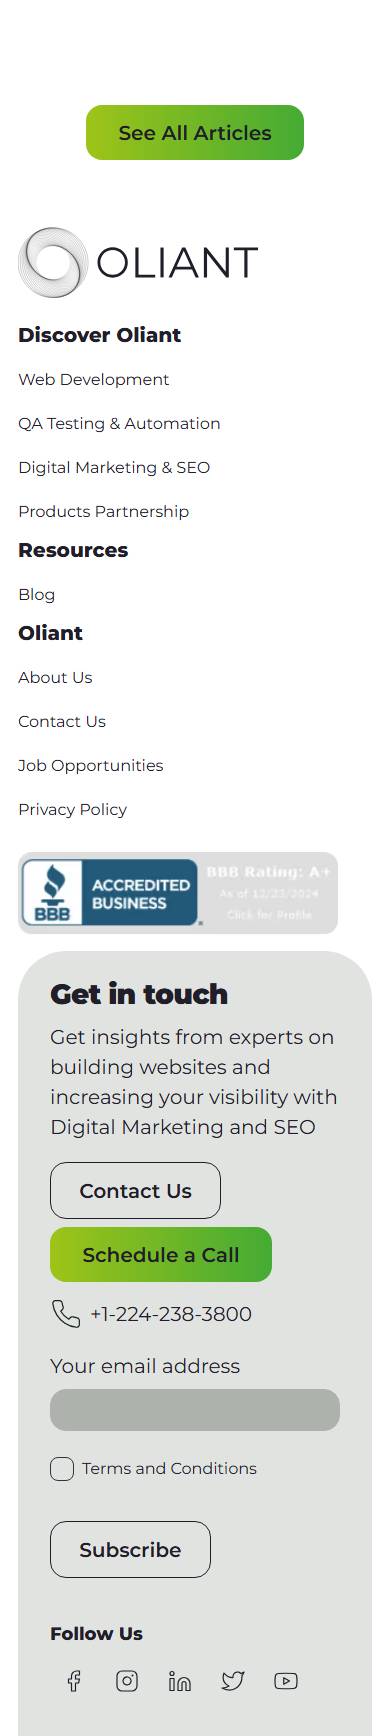 See All Articles
OLIANT
Discover Oliant
Web Development
QA Testing & Automation
Digital Marketing & SEO
Products Partnership
Resources
Blog
Oliant
About Us
Contact Us
Job Opportunities
Privacy Policy
BBB
ACCREDITED
BUSINESS
BBB Rating: A+
As of 12/23/2024
Click for Profile
Get in touch
Get insights from experts on
building websites and
increasing your visibility with
Digital Marketing and SEO
Contact Us
Schedule a Call
+1-224-238-3800
Your email address
Terms and Conditions
Subscribe
Follow Us